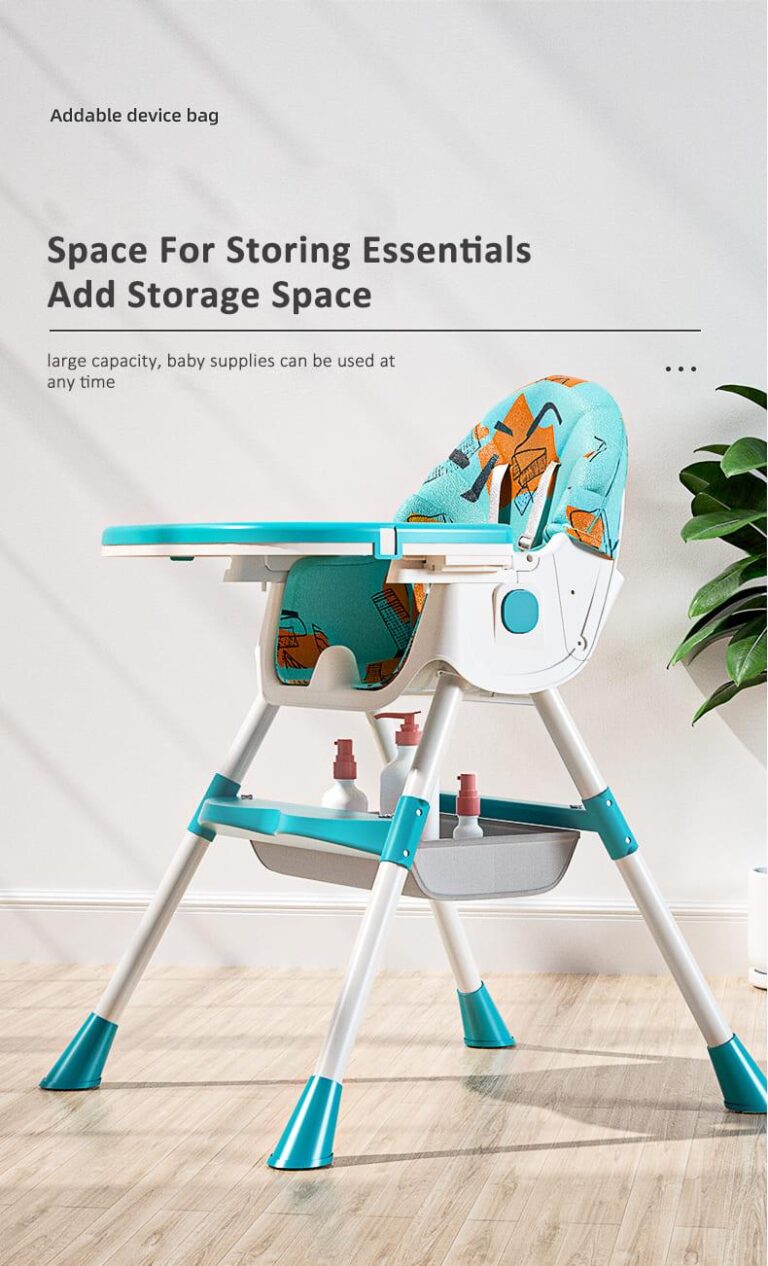 Addable device bag
Space For Storing Essentials
Add Storage Space
large capacity, baby supplies can be used at
any time